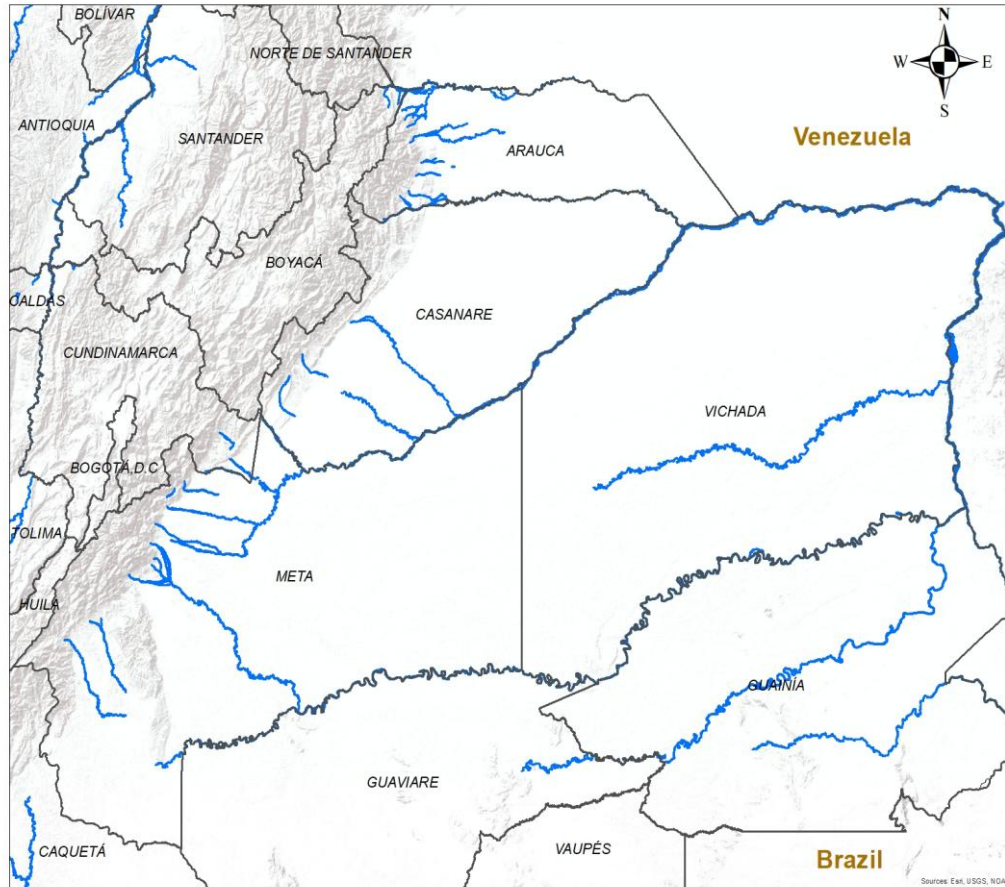 BOLÍVAR
N
NORTE DE SANTANDER
W
E
S
ANTIOQUIA
SANTANDER
ARAUCA
Venezuela
BOYACÁ
CALDAS
CASANARE
CUNDINAMARCA
VICHADA
BOGOTÁ, D.C
TOLIMA
META
HUILA
GUAINÍA
GUAVIARE
CAQUETÁ
VAUPÉS
Brazil
Sources: Esri, USGS, NOA